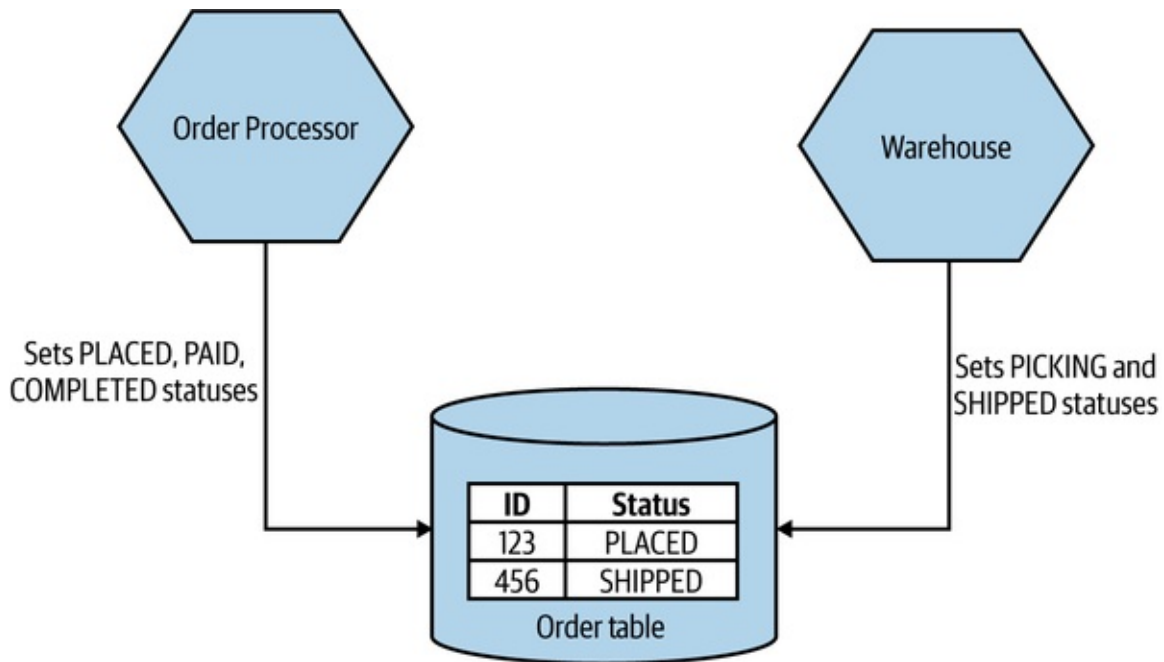 Order Processor
Warehouse
Sets PLACED, PAID,
COMPLETED statuses
Sets PICKING and
SHIPPED statuses
ID Status
123 PLACED
456 SHIPPED
Order table